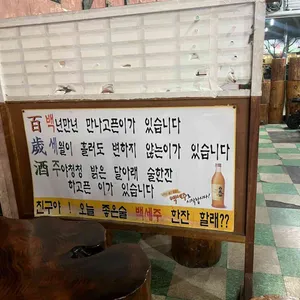 百 백년만년 만나고픈이가 있습니다
歲 세월이 흘러도 변하지 않는이가 있습니다
酒 주야청청 밝은 달아래 술한잔
하고픈 이가 있습니다
친구야! 오늘 좋은술 백세주 한잔 할래??